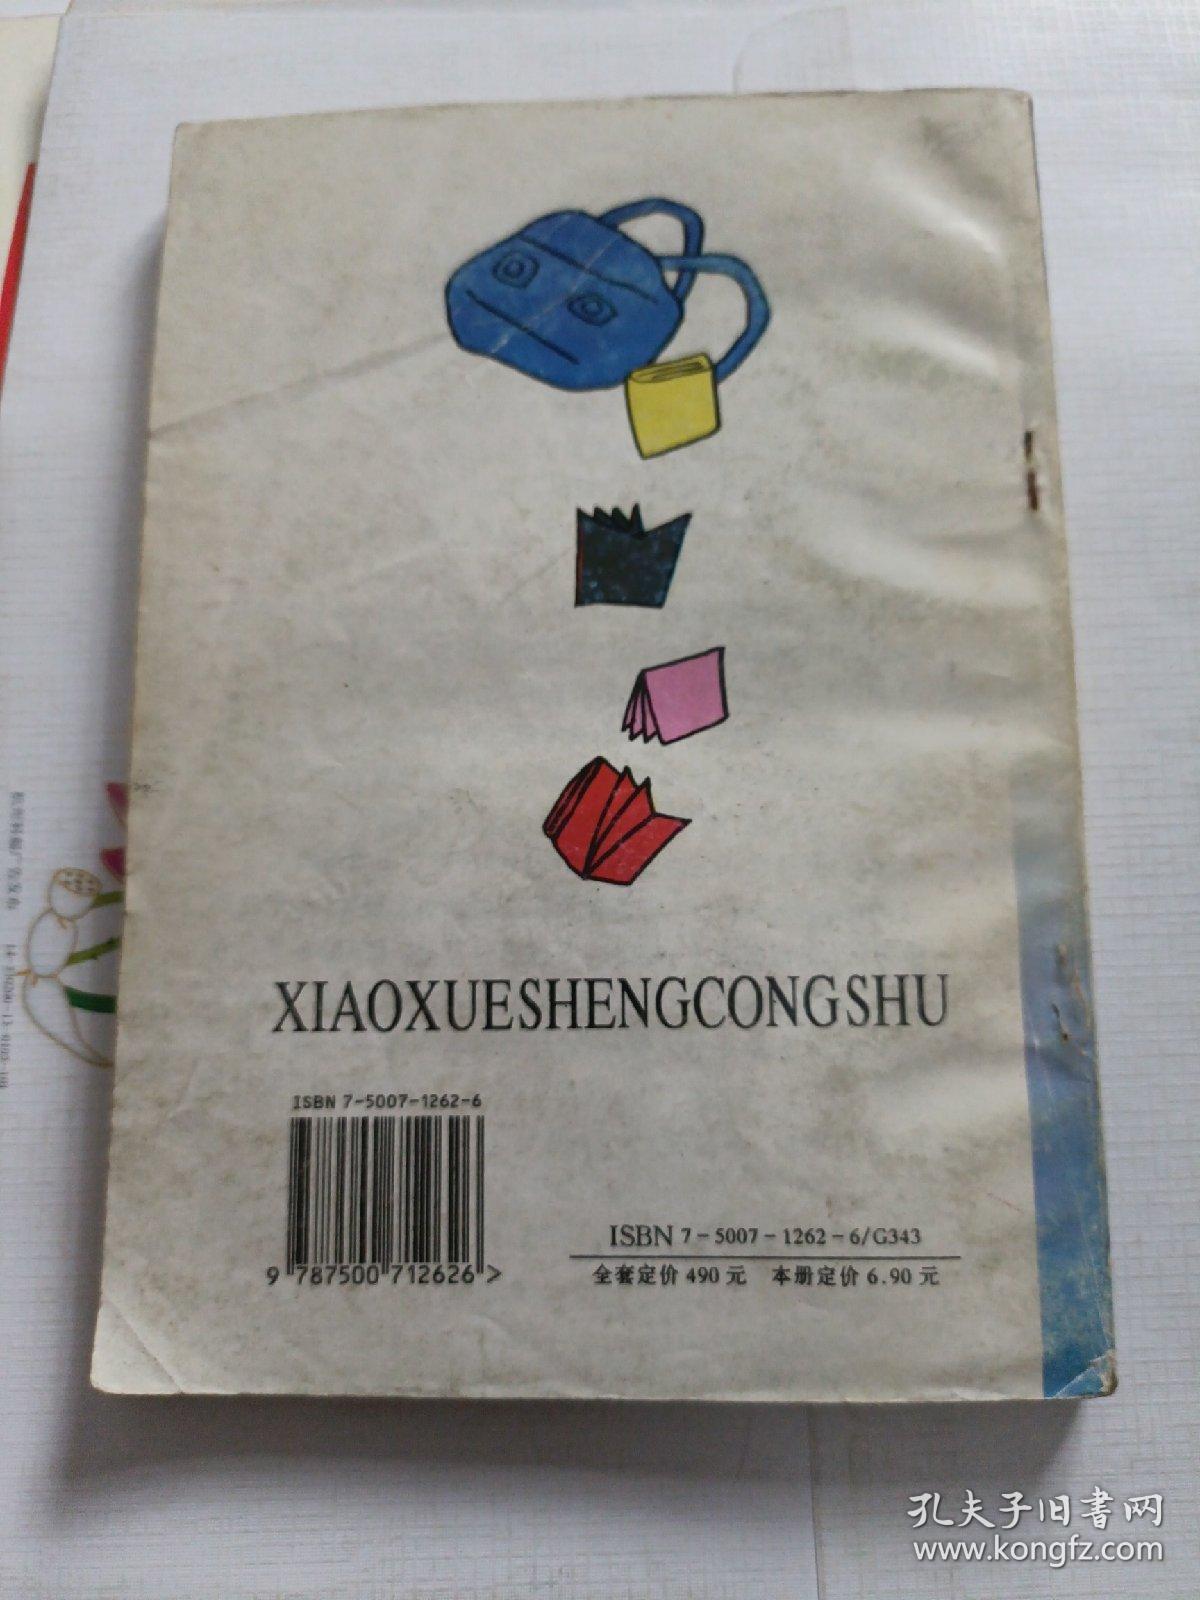 XIAOXUESHENGCONGSHU
ISBN 7-5007-1262-6
9 787500 712626 >
ISBN 7-5007-1262-6/G343
全套定价 490 元 本册定价 6.90 元
孔夫子旧书网
www.kongfz.com